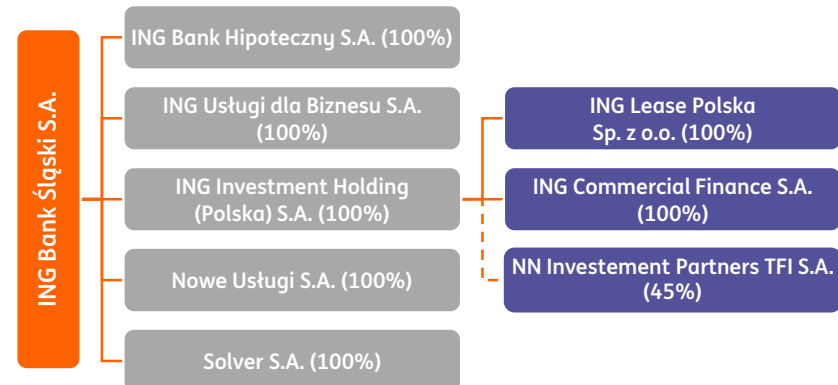 ING Bank Śląski S.A.
ING Bank Hipoteczny S.A. (100%)
ING Usługi dla Biznesu S.A.
(100%)
ING Investment Holding
(Polska) S.A. (100%)
Nowe Usługi S.A. (100%)
Solver S.A. (100%)
ING Lease Polska
Sp. z o.o. (100%)
ING Commercial Finance S.A.
(100%)
NN Investement Partners TFI S.A.
(45%)